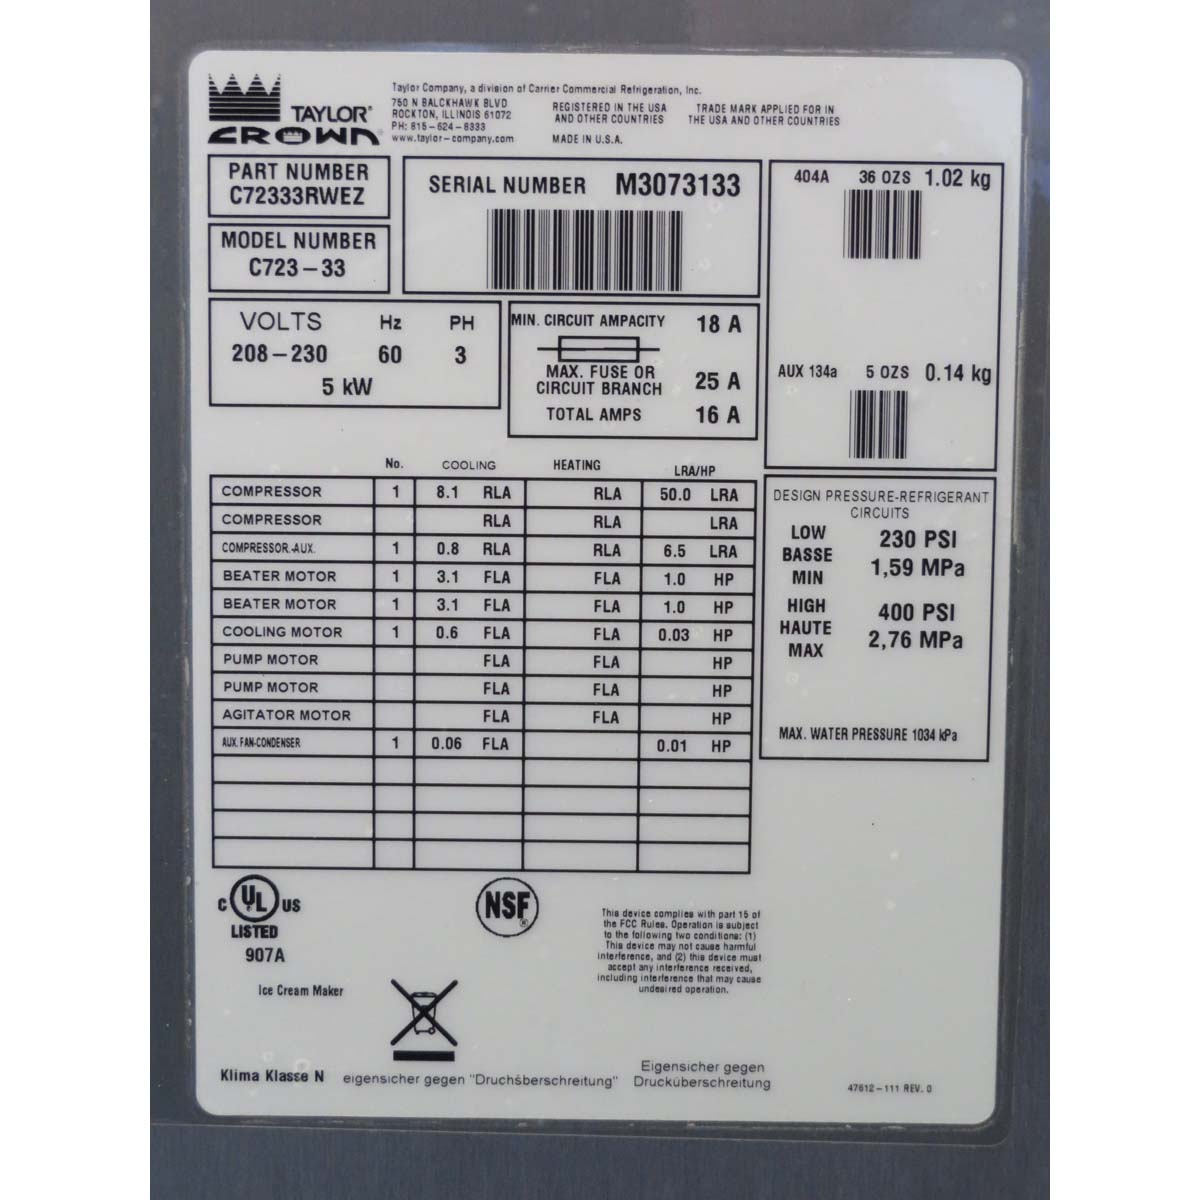 TAYLOR®
CROWN®
Taylor Company, a division of Carrier Commercial Refrigeration, Inc.
750 N BALCKHAWK BLVD
ROCKTON, ILLINOIS 61072
PH: 815-624-8333
www.taylor-company.com
REGISTERED IN THE USA
AND OTHER COUNTRIES
MADE IN U.S.A.
TRADE MARK APPLIED FOR IN
THE USA AND OTHER COUNTRIES
PART NUMBER
C72333RWEZ
MODEL NUMBER
C723-33
SERIAL NUMBER M3073133
404A 36 OZS 1.02 kg
AUX 134a 5 OZS 0.14 kg
VOLTS Hz PH
208-230 60 3
5 kW
MIN. CIRCUIT AMPACITY 18 A
MAX. FUSE OR
CIRCUIT BRANCH 25 A
TOTAL AMPS 16 A
No. COOLING HEATING LRA/HP
COMPRESSOR 1 8.1 RLA RLA 50.0 LRA
COMPRESSOR RLA RLA LRA
COMPRESSOR.-AUX. 1 0.8 RLA RLA 6.5 LRA
BEATER MOTOR 1 3.1 FLA FLA 1.0 HP
BEATER MOTOR 1 3.1 FLA FLA 1.0 HP
COOLING MOTOR 1 0.6 FLA FLA 0.03 HP
PUMP MOTOR FLA FLA HP
PUMP MOTOR FLA FLA HP
AGITATOR MOTOR FLA FLA HP
AUX. FAN-CONDENSER 1 0.06 FLA 0.01 HP
DESIGN PRESSURE-REFRIGERANT
CIRCUITS
LOW
BASSE
MIN
230 PSI
1,59 MPa
HIGH
HAUTE
MAX
400 PSI
2,76 MPa
MAX. WATER PRESSURE 1034 kPa
C UL US
LISTED
907A
Ice Cream Maker
NSF®
This device complies with part 15 of
the FCC Rules. Operation is subject
to the following two conditions: (1)
This device may not cause harmful
interference, and (2) this device must
accept any interference received,
including interference that may cause
undesired operation.
Klima Klasse N
eigensicher gegen "Druchšberschreitung"
Eigensicher gegen
Drucküberschreitung
47612-111 REV. 0